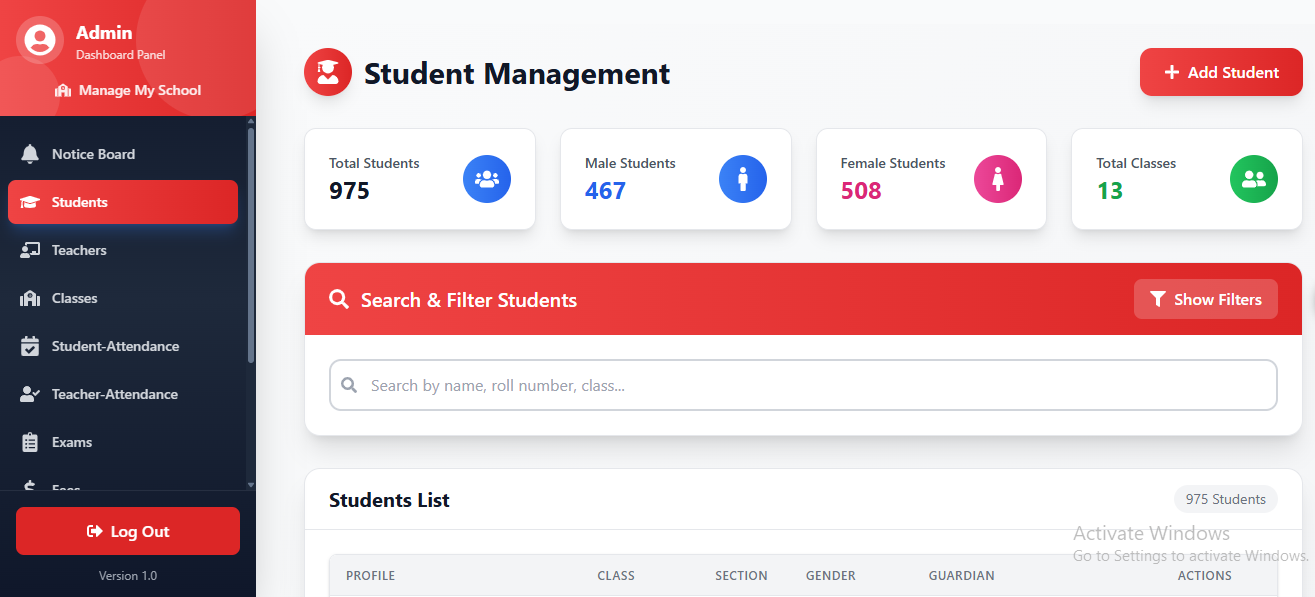 Admin
Dashboard Panel
Manage My School
Notice Board
Students
Teachers
Classes
Student-Attendance
Teacher-Attendance
Exams
Fees
Log Out
Version 1.0
Student Management
Add Student
Total Students
975
Male Students
467
Female Students
508
Total Classes
13
Search & Filter Students
Show Filters
Search by name, roll number, class...
Students List
975 Students
Activate Windows
Go to Settings to activate Windows.
PROFILE CLASS SECTION GENDER GUARDIAN ACTIONS